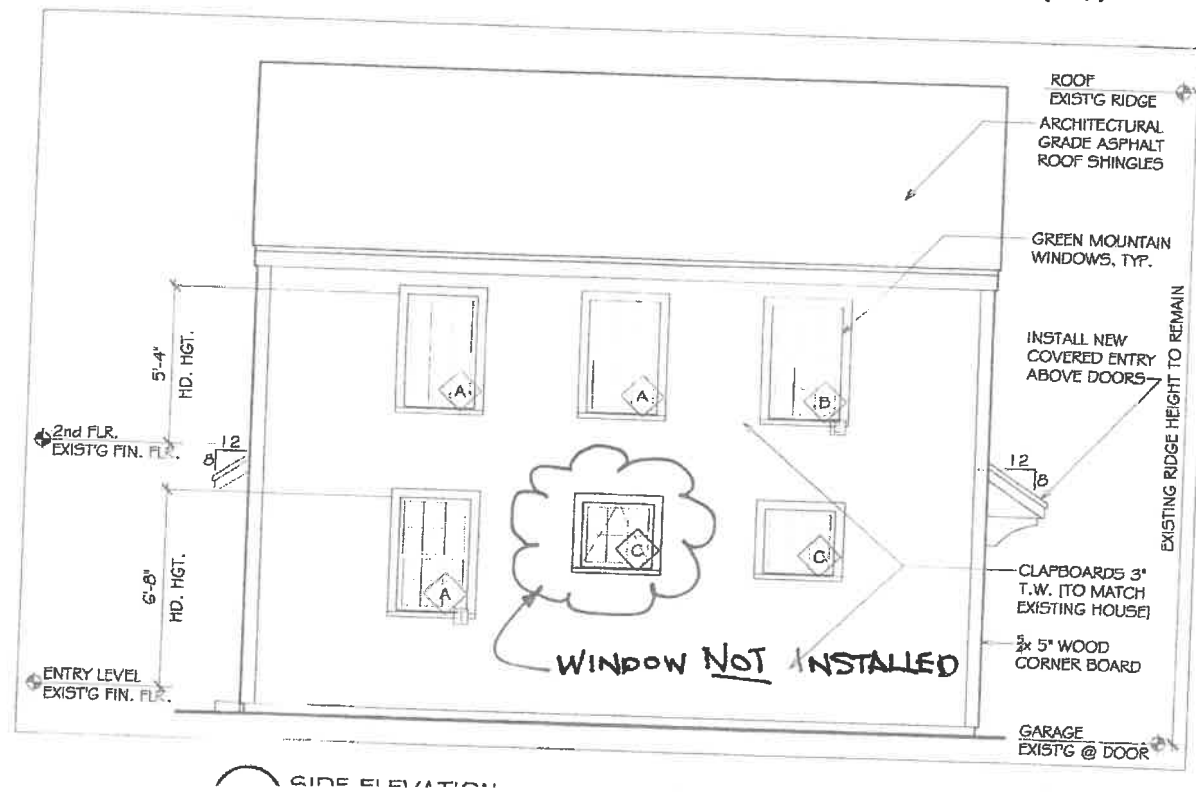 ROOF
EXIST'G RIDGE
ARCHITECTURAL
GRADE ASPHALT
ROOF SHINGLES
GREEN MOUNTAIN
WINDOWS, TYP.
INSTALL NEW
COVERED ENTRY
ABOVE DOORS
EXISTING RIDGE HEIGHT TO REMAIN
5'-4"
HD. HGT.
A
A
B
2nd FLR.
EXIST'G FIN. FLR.
12
8
12
8
6'-8"
HD. HGT.
A
C
C
CLAPBOARDS 3"
T.W. (TO MATCH
EXISTING HOUSE)
WINDOW NOT INSTALLED
x 5" WOOD
CORNER BOARD
ENTRY LEVEL
EXIST'G FIN. FLR.
GARAGE
EXIST'G @ DOOR
SIDE ELEVATION